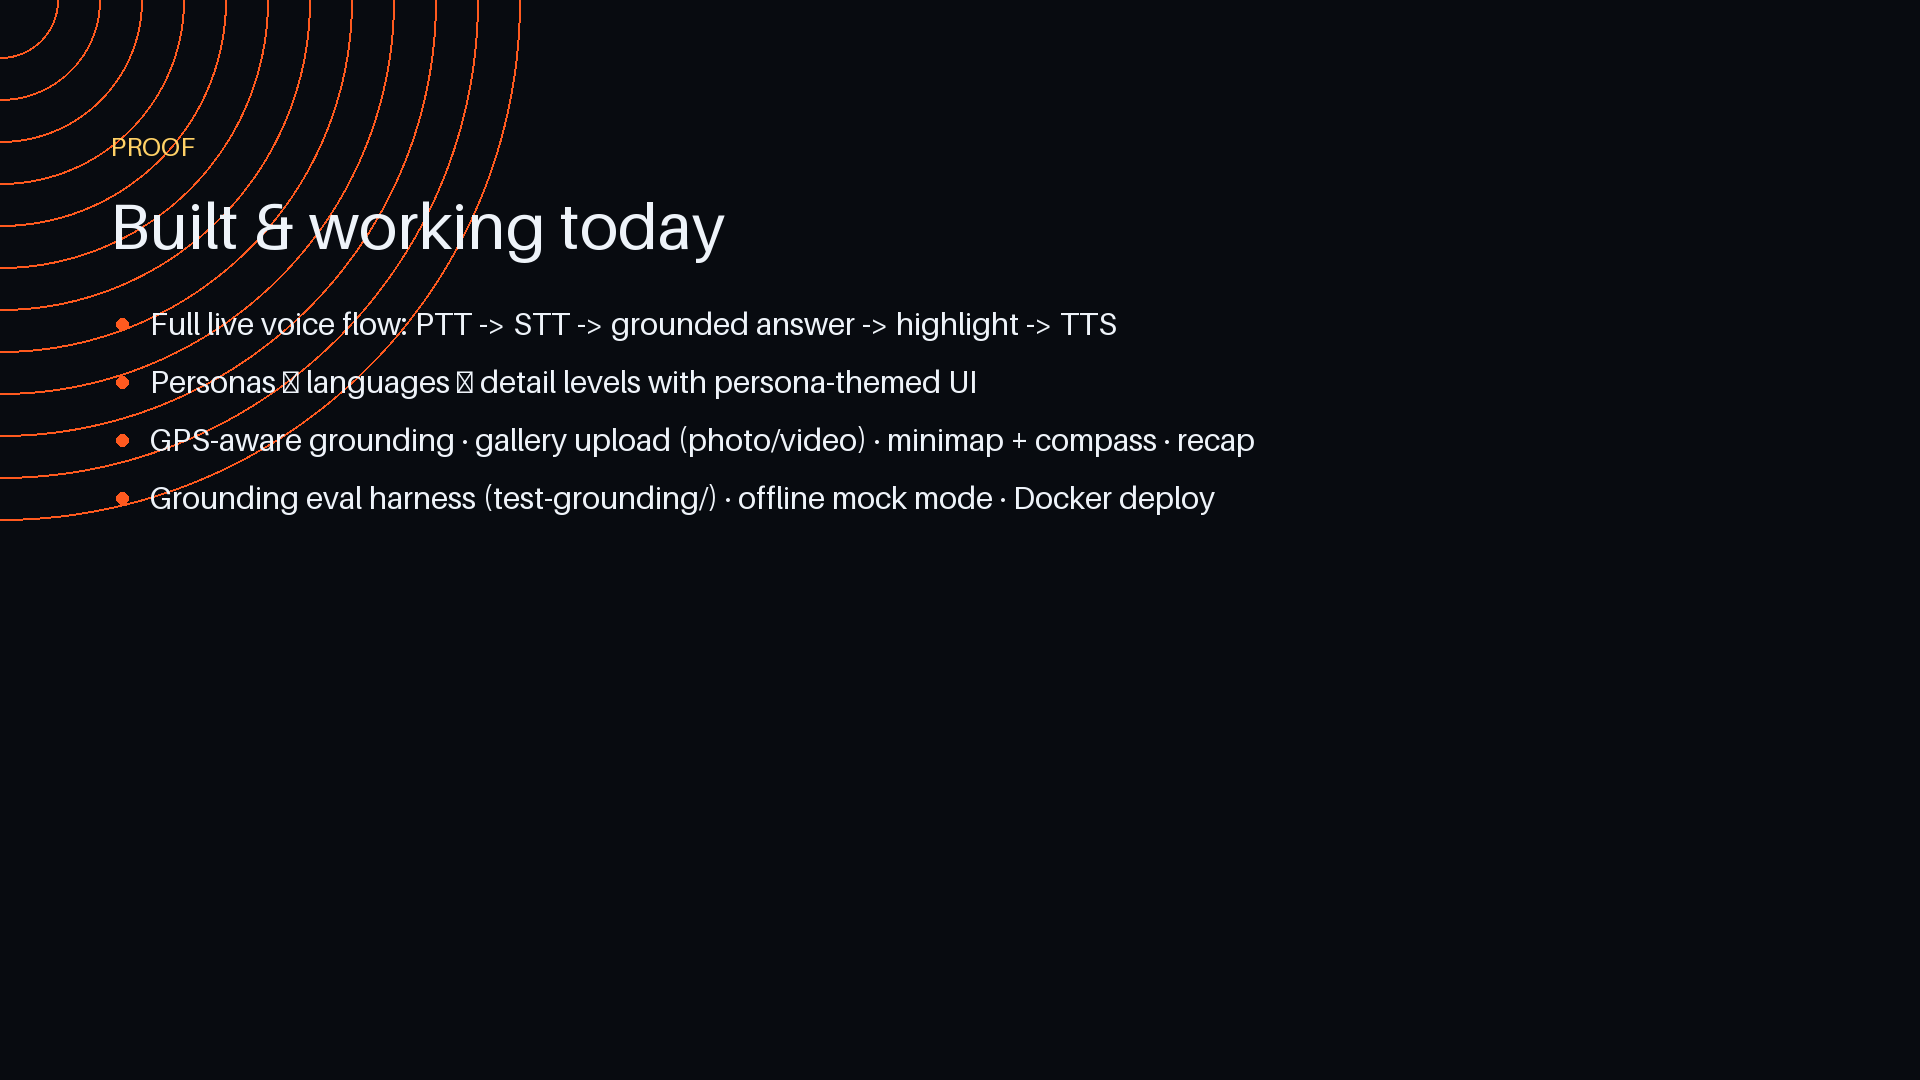 PROOF
Built & working today
Full live voice flow: PTT -> STT -> grounded answer -> highlight -> TTS
Personas languages detail levels with persona-themed UI
GPS-aware grounding · gallery upload (photo/video) · minimap + compass · recap
Grounding eval harness (test-grounding/) · offline mock mode · Docker deploy